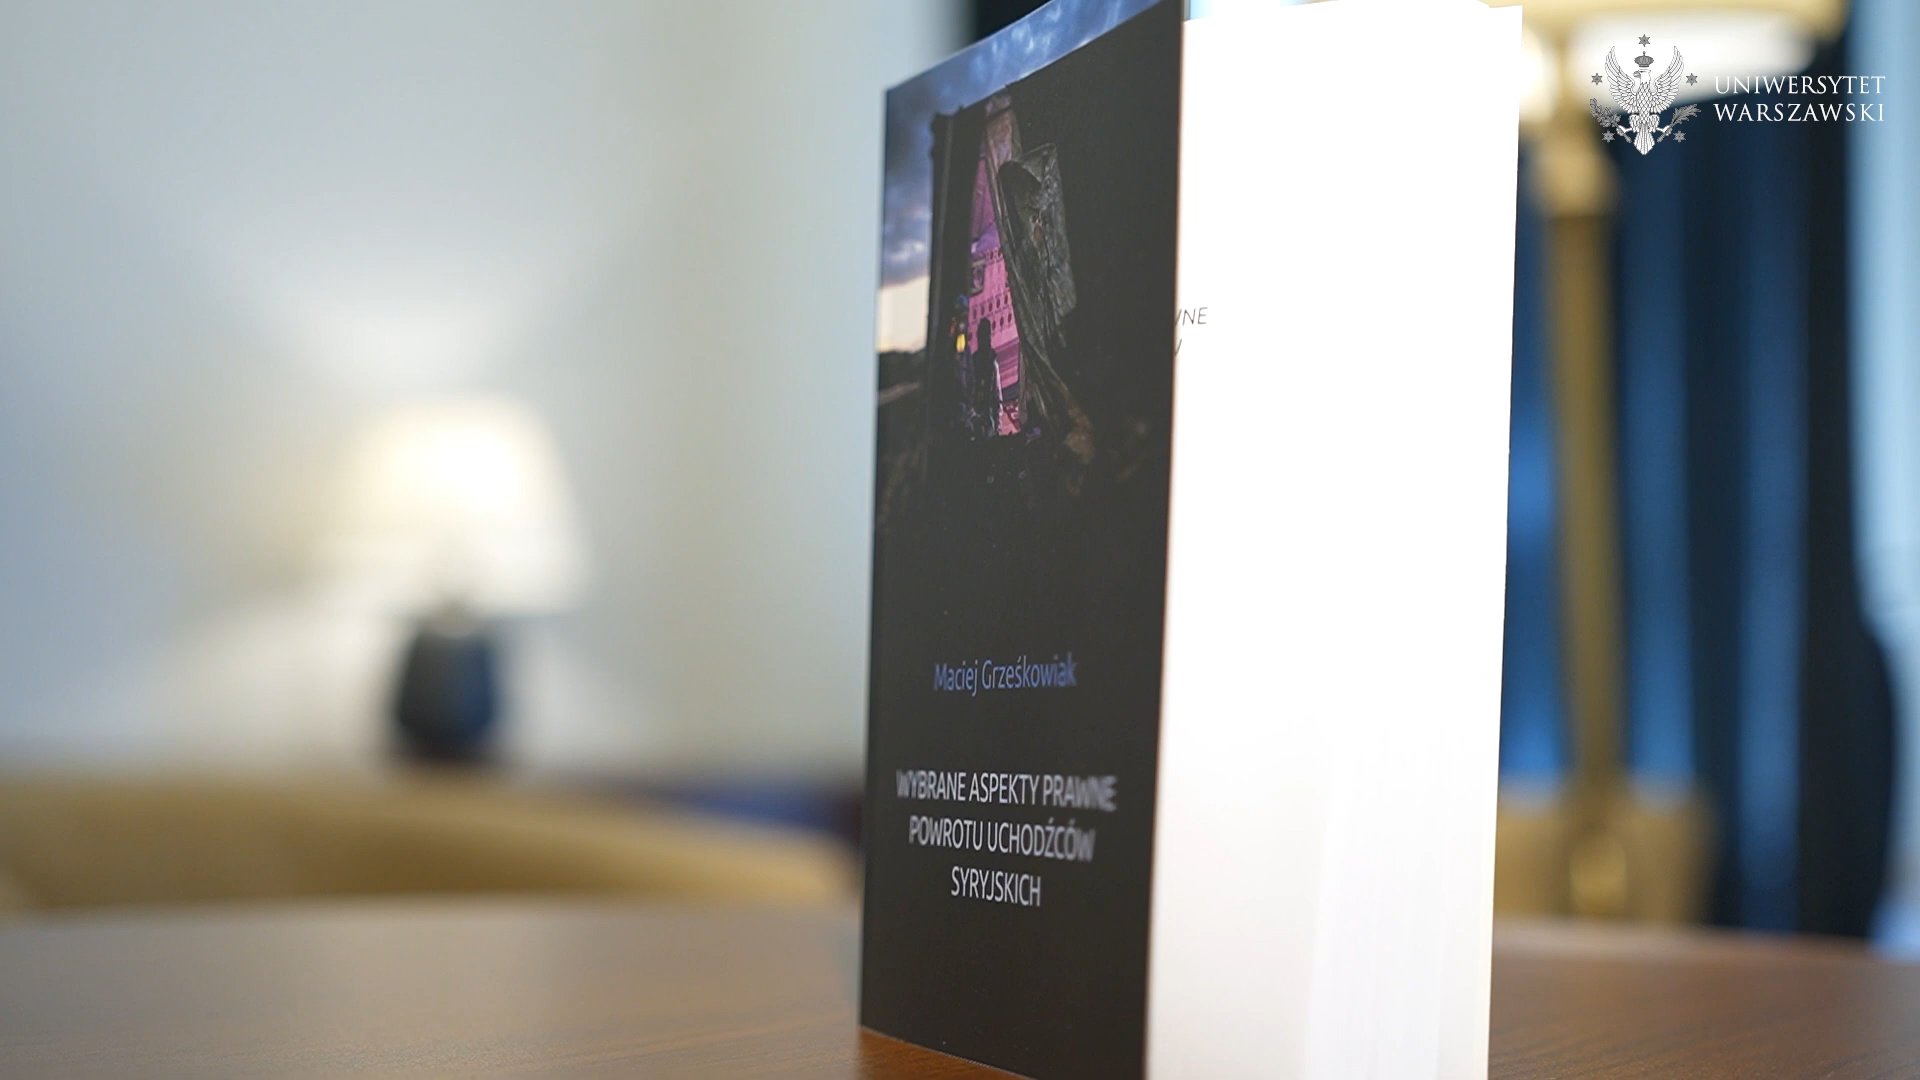 UNIWERSYTET
WARSZAWSKI
Maciej Grześkowiak
WYBRANE ASPEKTY PRAWNE
POWROTU UCHODŹCÓW
SYRYJSKICH